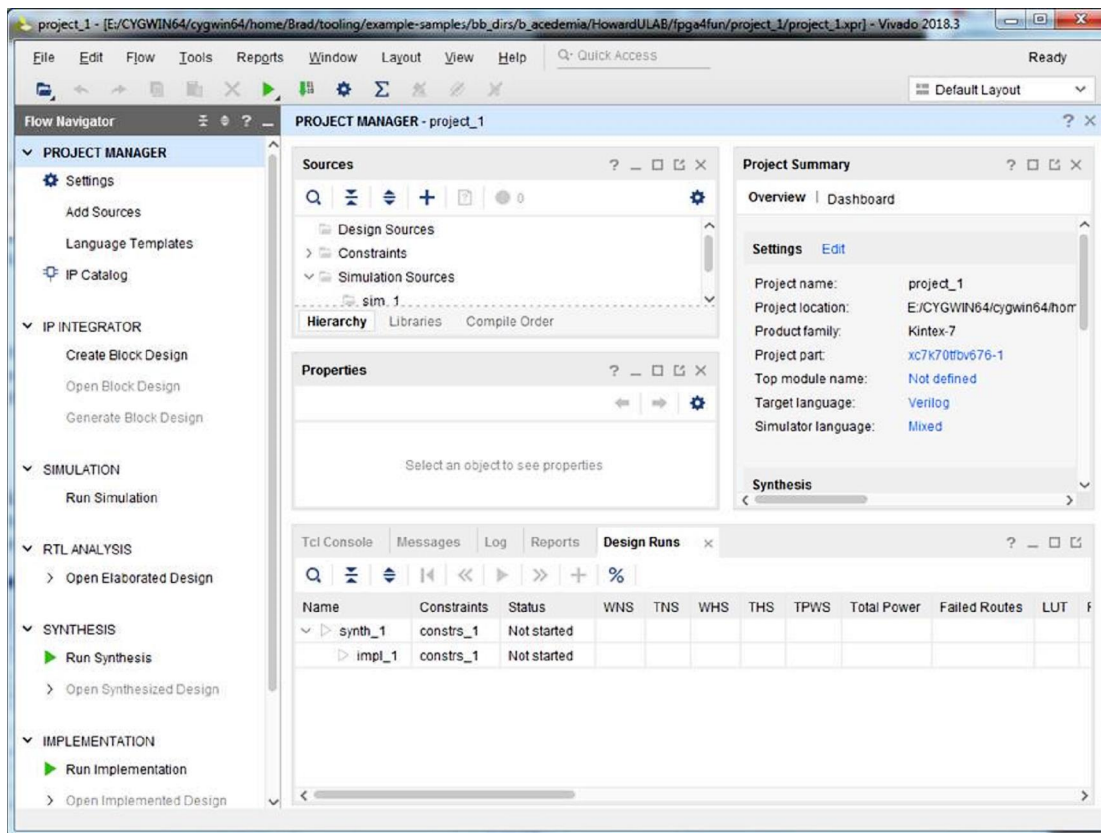 project_1 - [E:/CYGWIN64/cygwin64/home/Brad/tooling/example-samples/bb_dirs/b_acedemia/HowardULAB/fpga4fun/project_1/project_1.xpr] - Vivado 2018.3
File Edit Flow Tools Reports Window Layout View Help Quick Access Ready
Default Layout
Flow Navigator
PROJECT MANAGER
Settings
Add Sources
Language Templates
IP Catalog
IP INTEGRATOR
Create Block Design
Open Block Design
Generate Block Design
SIMULATION
Run Simulation
RTL ANALYSIS
Open Elaborated Design
SYNTHESIS
Run Synthesis
Open Synthesized Design
IMPLEMENTATION
Run Implementation
Open Implemented Design
PROJECT MANAGER - project_1
Sources
0
Design Sources
Constraints
Simulation Sources
sim_1
Hierarchy Libraries Compile Order
Properties
Select an object to see properties
Project Summary
Overview | Dashboard
Settings Edit
Project name: project_1
Project location: E:/CYGWIN64/cygwin64/hom
Product family: Kintex-7
Project part: xc7k70tfbv676-1
Top module name: Not defined
Target language: Verilog
Simulator language: Mixed
Synthesis
Tcl Console Messages Log Reports Design Runs
Name Constraints Status WNS TNS WHS THS TPWS Total Power Failed Routes LUT F
synth_1 constrs_1 Not started
impl_1 constrs_1 Not started